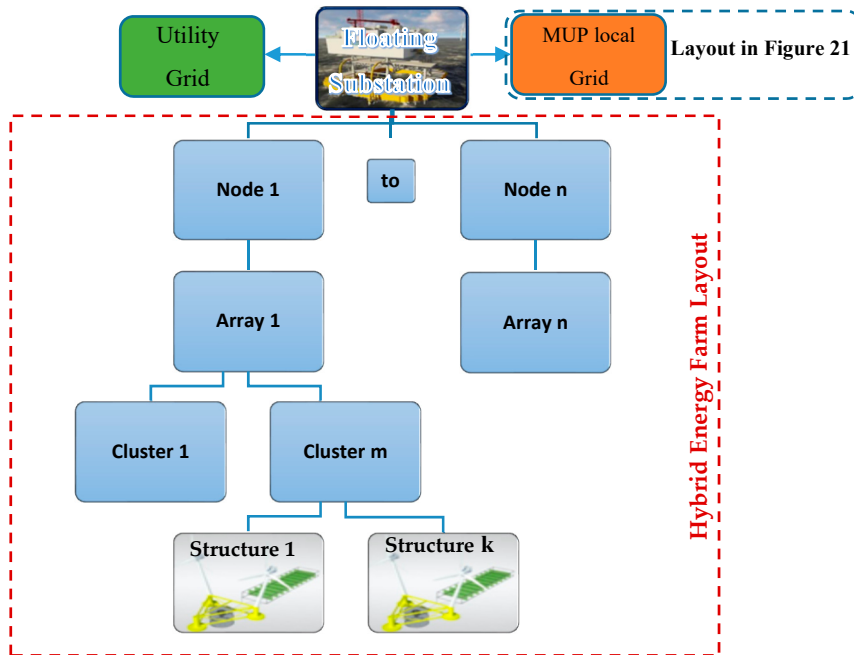 Utility
Grid
Floating
Substation
MUP local
Grid
Layout in Figure 21
Node 1
to
Node n
Array 1
Array n
Cluster 1
Cluster m
Structure 1
Structure k
Hybrid Energy Farm Layout